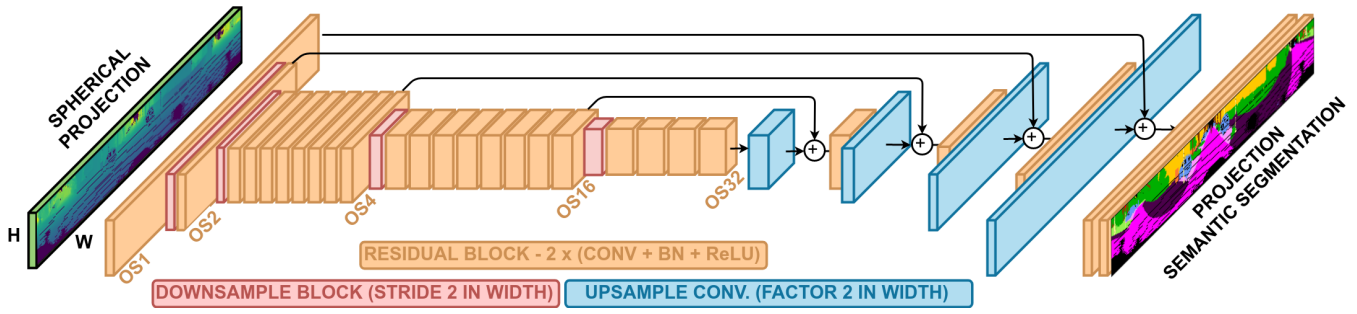 SPHERICAL
PROJECTION
H
W
OS1
OS2
OS4
OS16
OS32
+
+
+
+
PROJECTION
SEMANTIC SEGMENTATION
RESIDUAL BLOCK - 2 x (CONV + BN + ReLU)
DOWNSAMPLE BLOCK (STRIDE 2 IN WIDTH)
UPSAMPLE CONV. (FACTOR 2 IN WIDTH)